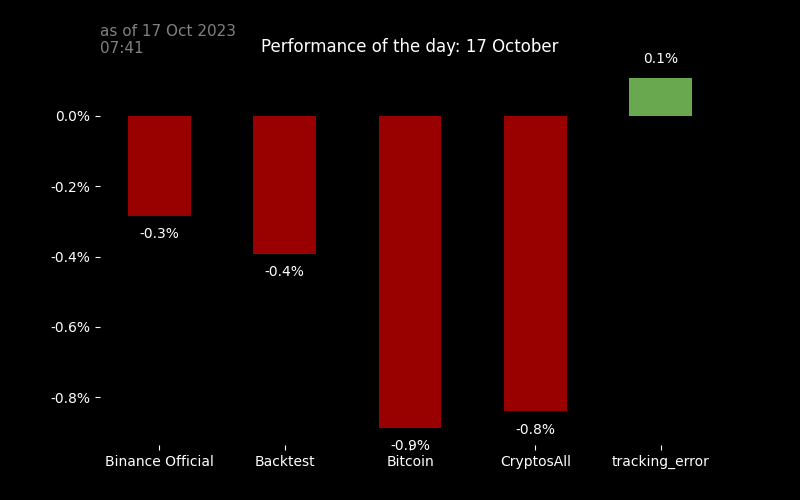 as of 17 Oct 2023
07:41
Performance of the day: 17 October
0.1%
0.0%
-0.2%
-0.3%
-0.4%
-0.4%
-0.6%
-0.8%
-0.8%
-0.9%
Binance Official
Backtest
Bitcoin
CryptosAll
tracking_error